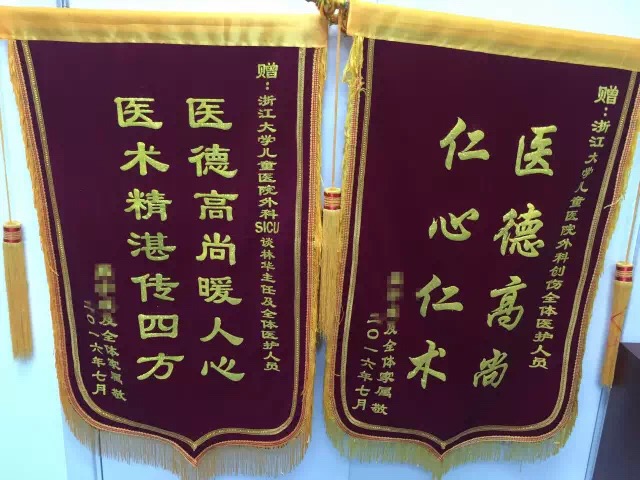 赠：浙江大学儿童医院外科SICU谈林华主任及全体医护人员
医德高尚暖人心
医术精湛传四方
及全体家属敬
二〇一六年七月
赠：浙江大学儿童医院外科创伤全体医护人员
医德高尚
仁心仁术
及全体家属敬
二〇一六年七月